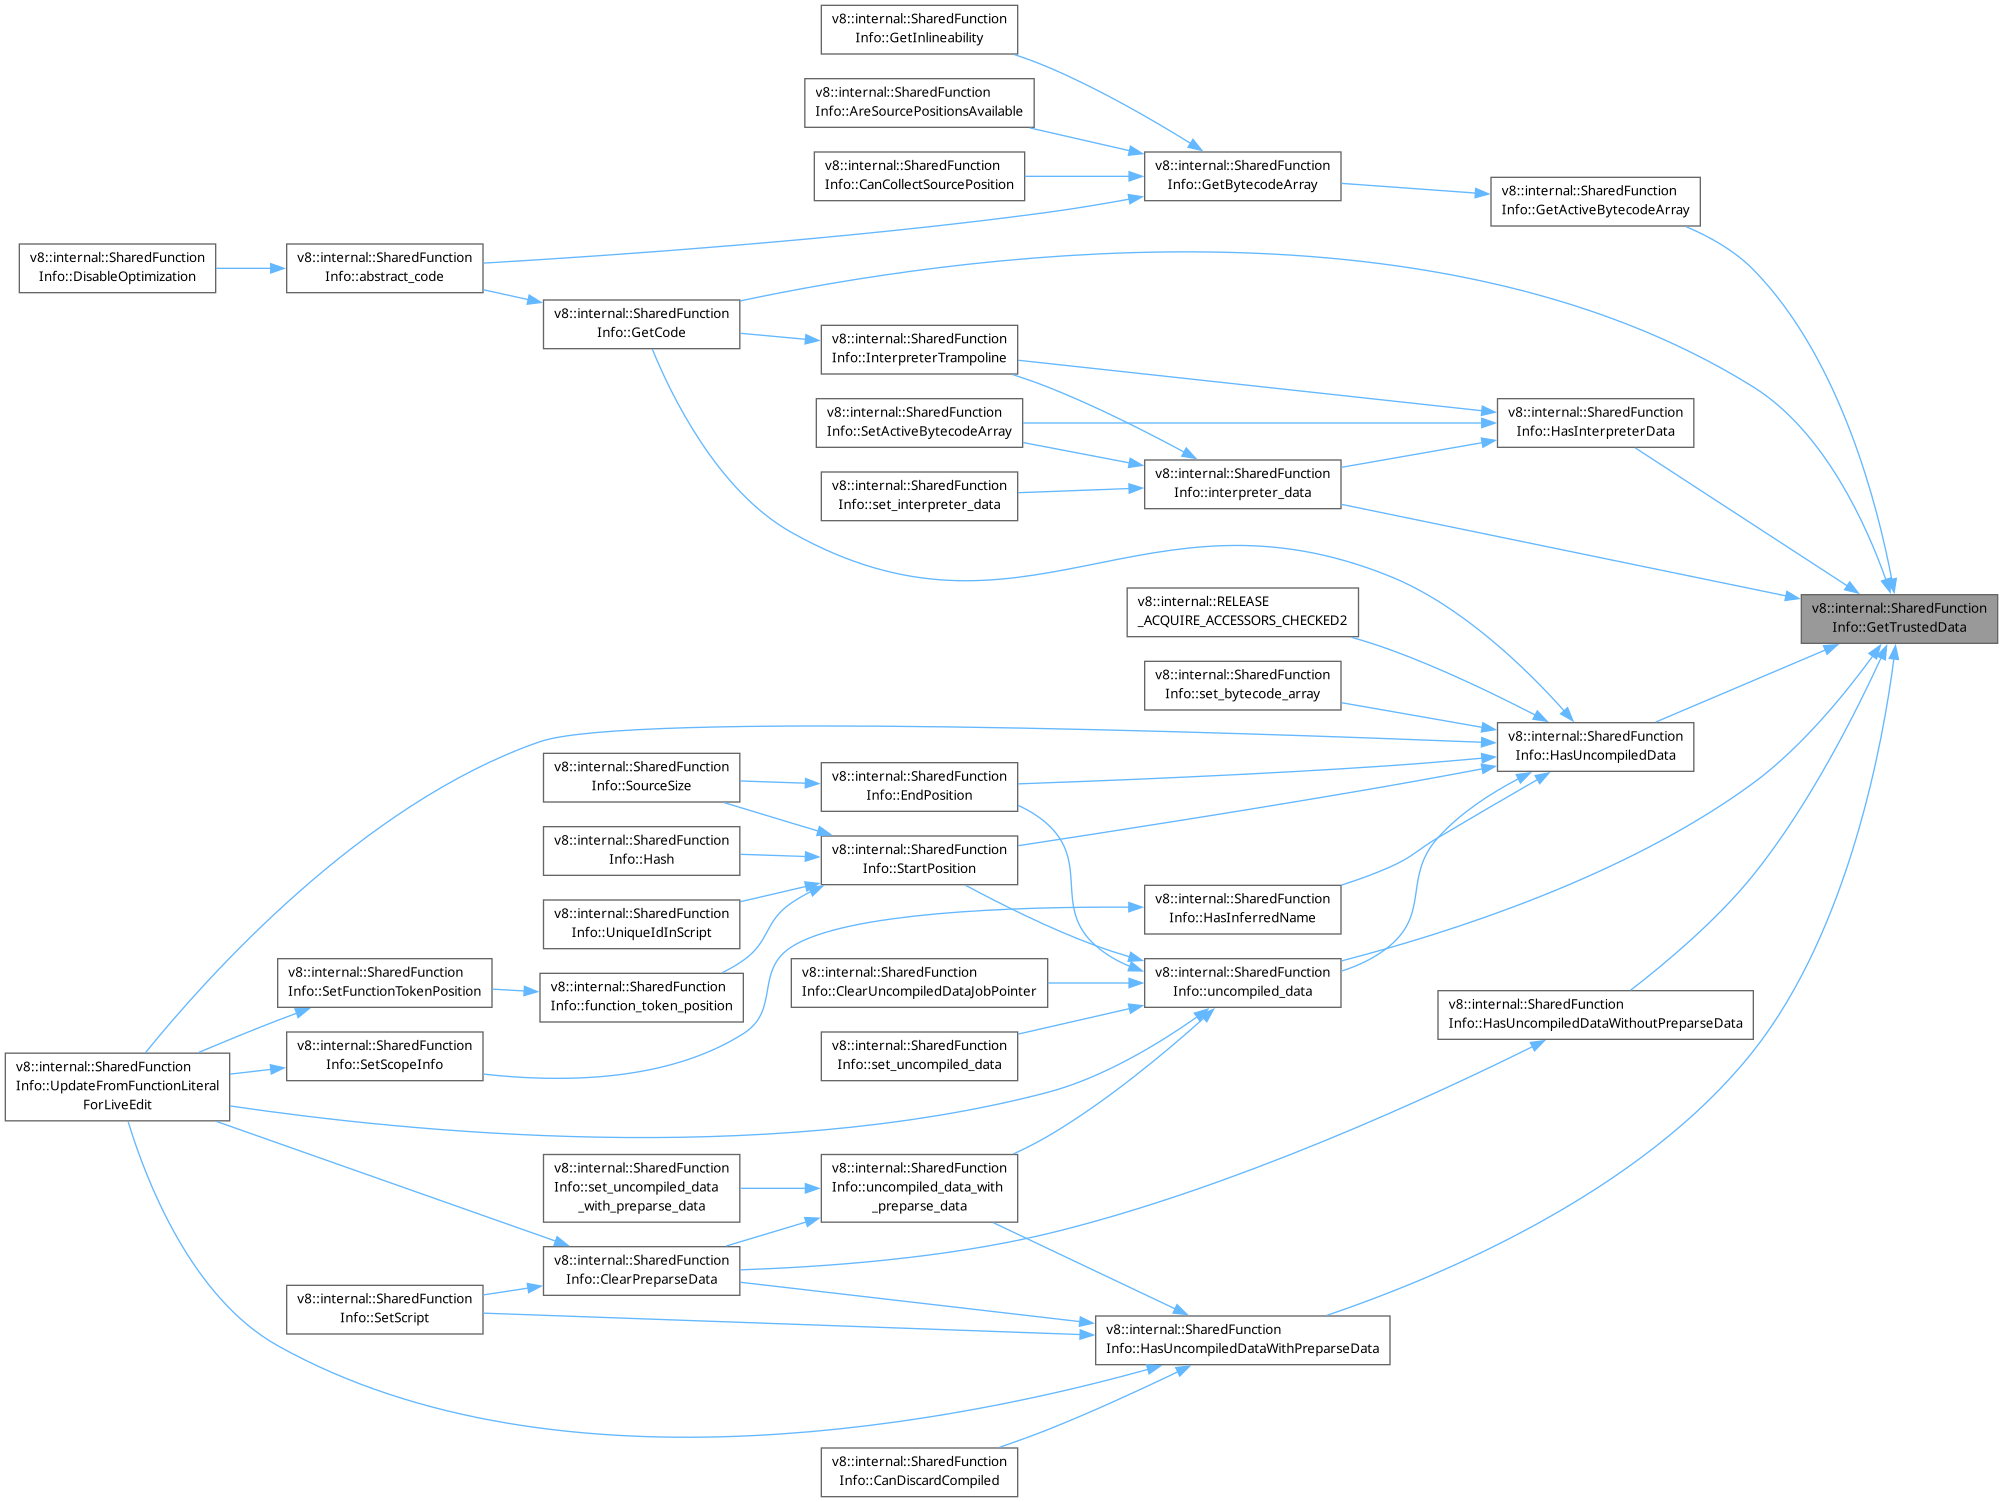 v8::internal::SharedFunction
Info::GetInlineability
v8::internal::SharedFunction
Info::AreSourcePositionsAvailable
v8::internal::SharedFunction
Info::CanCollectSourcePosition
v8::internal::SharedFunction
Info::GetBytecodeArray
v8::internal::SharedFunction
Info::GetActiveBytecodeArray
v8::internal::SharedFunction
Info::DisableOptimization
v8::internal::SharedFunction
Info::abstract_code
v8::internal::SharedFunction
Info::GetCode
v8::internal::SharedFunction
Info::InterpreterTrampoline
v8::internal::SharedFunction
Info::SetActiveBytecodeArray
v8::internal::SharedFunction
Info::HasInterpreterData
v8::internal::SharedFunction
Info::set_interpreter_data
v8::internal::SharedFunction
Info::interpreter_data
v8::internal::RELEASE
_ACQUIRE_ACCESSORS_CHECKED2
v8::internal::SharedFunction
Info::GetTrustedData
v8::internal::SharedFunction
Info::set_bytecode_array
v8::internal::SharedFunction
Info::HasUncompiledData
v8::internal::SharedFunction
Info::SourceSize
v8::internal::SharedFunction
Info::EndPosition
v8::internal::SharedFunction
Info::Hash
v8::internal::SharedFunction
Info::StartPosition
v8::internal::SharedFunction
Info::UniqueIdInScript
v8::internal::SharedFunction
Info::HasInferredName
v8::internal::SharedFunction
Info::SetFunctionTokenPosition
v8::internal::SharedFunction
Info::function_token_position
v8::internal::SharedFunction
Info::ClearUncompiledDataJobPointer
v8::internal::SharedFunction
Info::uncompiled_data
v8::internal::SharedFunction
Info::HasUncompiledDataWithoutPreparseData
v8::internal::SharedFunction
Info::UpdateFromFunctionLiteral
ForLiveEdit
v8::internal::SharedFunction
Info::SetScopeInfo
v8::internal::SharedFunction
Info::set_uncompiled_data
v8::internal::SharedFunction
Info::set_uncompiled_data
_with_preparse_data
v8::internal::SharedFunction
Info::uncompiled_data_with
_preparse_data
v8::internal::SharedFunction
Info::ClearPreparseData
v8::internal::SharedFunction
Info::SetScript
v8::internal::SharedFunction
Info::HasUncompiledDataWithPreparseData
v8::internal::SharedFunction
Info::CanDiscardCompiled